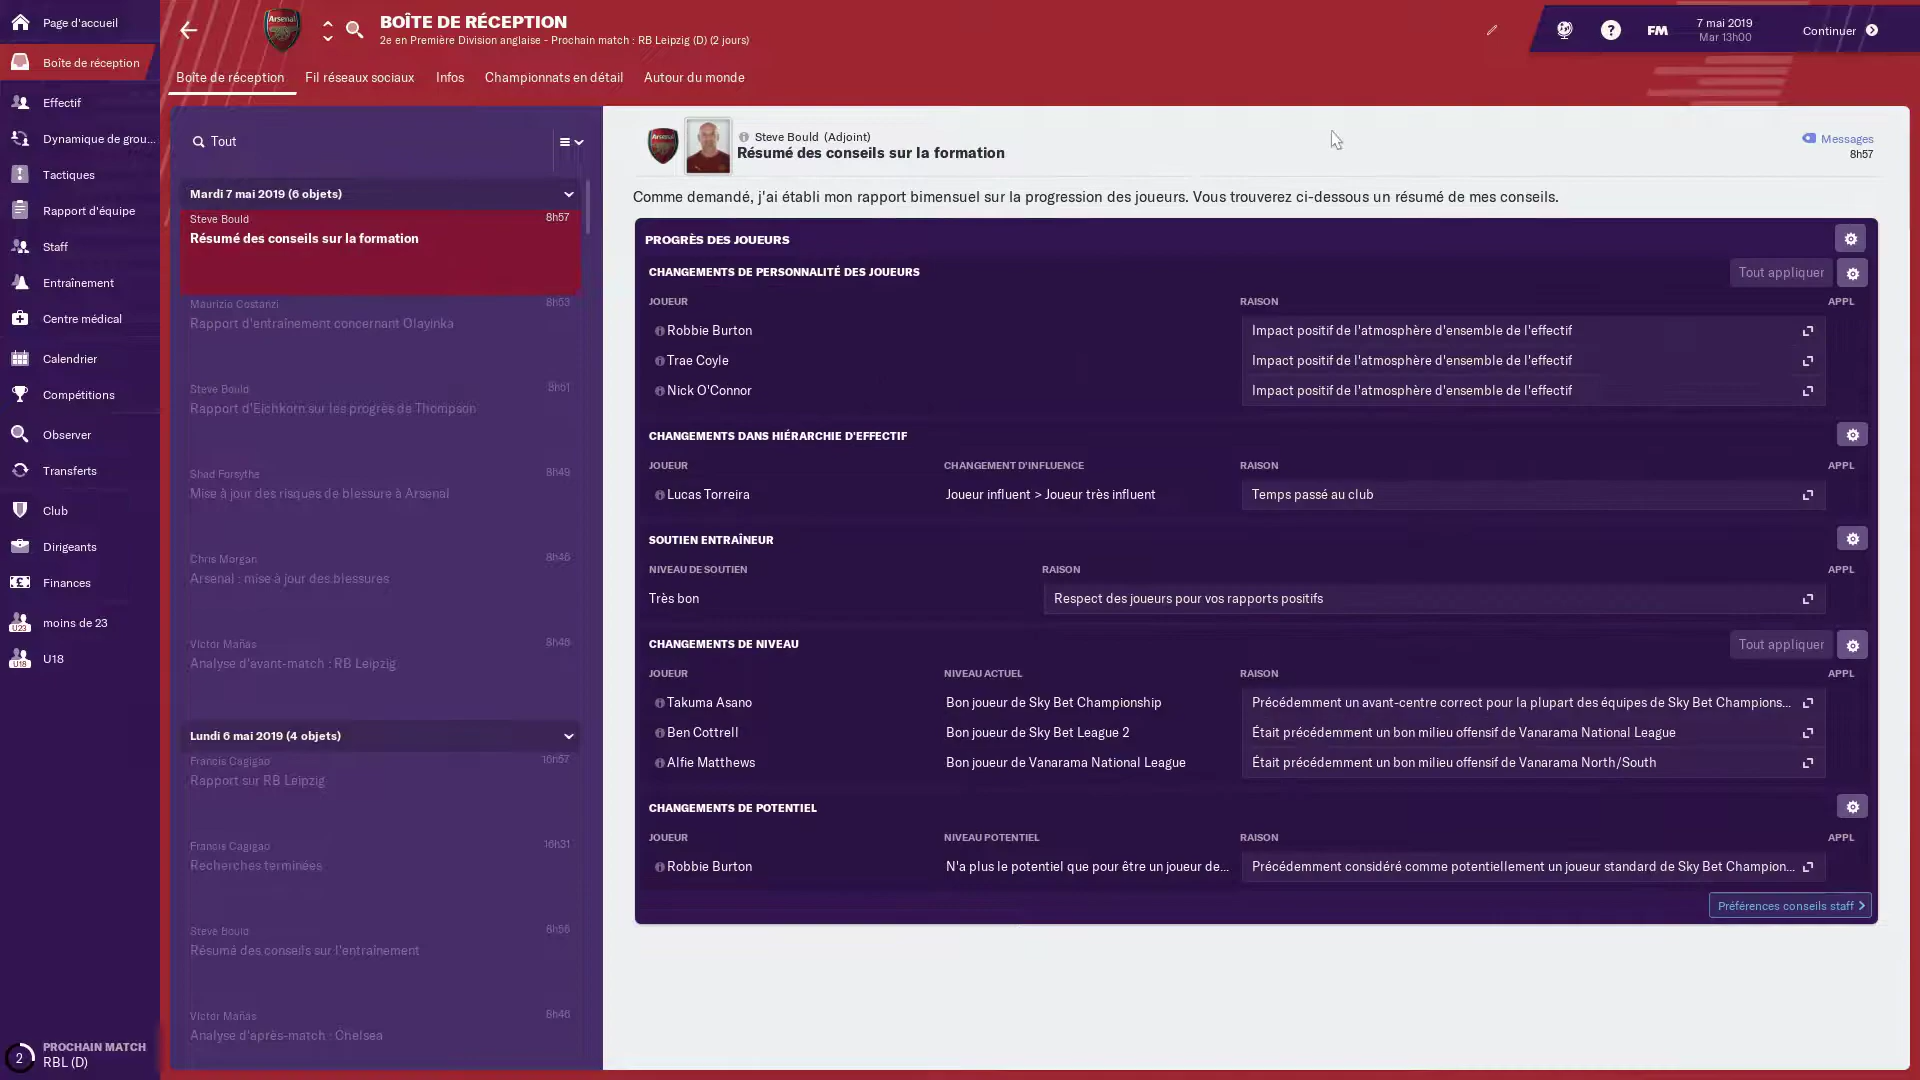 Page d'accueil
Boîte de réception
Effectif
Dynamique de grou...
Tactiques
Rapport d'équipe
Staff
Entraînement
Centre médical
Calendrier
Compétitions
Observer
Transferts
Club
Dirigeants
Finances
U23 moins de 23
U18 U18
2 PROCHAIN MATCH
RBL (D)
Arsenal
BOÎTE DE RÉCEPTION
2e en Première Division anglaise - Prochain match : RB Leipzig (D) (2 jours)
? FM
7 mai 2019
Mar 13h00
Continuer
Boîte de réception Fil réseaux sociaux Infos Championnats en détail Autour du monde
Tout
Mardi 7 mai 2019 (6 objets)
Steve Bould 8h57
Résumé des conseils sur la formation
Maurizio Costanzi 8h53
Rapport d'entraînement concernant Olayinka
Steve Bould 8h51
Rapport d'Eichkorn sur les progrès de Thompson
Shad Forsythe 8h49
Mise à jour des risques de blessure à Arsenal
Chris Morgan 8h46
Arsenal : mise à jour des blessures
Victor Mañas 8h46
Analyse d'avant-match : RB Leipzig
Lundi 6 mai 2019 (4 objets)
Francis Cagigao 16h57
Rapport sur RB Leipzig
Francis Cagigao 16h31
Recherches terminées
Steve Bould 8h56
Résumé des conseils sur l'entraînement
Victor Mañas 8h46
Analyse d'après-match : Chelsea
Arsenal
Steve Bould (Adjoint)
Résumé des conseils sur la formation
Messages
8h57
Comme demandé, j'ai établi mon rapport bimensuel sur la progression des joueurs. Vous trouverez ci-dessous un résumé de mes conseils.
PROGRÈS DES JOUEURS
CHANGEMENTS DE PERSONNALITÉ DES JOUEURS Tout appliquer
JOUEUR RAISON APPL
Robbie Burton Impact positif de l'atmosphère d'ensemble de l'effectif
Trae Coyle Impact positif de l'atmosphère d'ensemble de l'effectif
Nick O'Connor Impact positif de l'atmosphère d'ensemble de l'effectif
CHANGEMENTS DANS HIÉRARCHIE D'EFFECTIF
JOUEUR CHANGEMENT D'INFLUENCE RAISON APPL
Lucas Torreira Joueur influent > Joueur très influent Temps passé au club
SOUTIEN ENTRAÎNEUR
NIVEAU DE SOUTIEN RAISON APPL
Très bon Respect des joueurs pour vos rapports positifs
CHANGEMENTS DE NIVEAU Tout appliquer
JOUEUR NIVEAU ACTUEL RAISON APPL
Takuma Asano Bon joueur de Sky Bet Championship Précédemment un avant-centre correct pour la plupart des équipes de Sky Bet Champions...
Ben Cottrell Bon joueur de Sky Bet League 2 Était précédemment un bon milieu offensif de Vanarama National League
Alfie Matthews Bon joueur de Vanarama National League Était précédemment un bon milieu offensif de Vanarama North/South
CHANGEMENTS DE POTENTIEL
JOUEUR NIVEAU POTENTIEL RAISON APPL
Robbie Burton N'a plus le potentiel que pour être un joueur de... Précédemment considéré comme potentiellement un joueur standard de Sky Bet Champion...
Préférences conseils staff